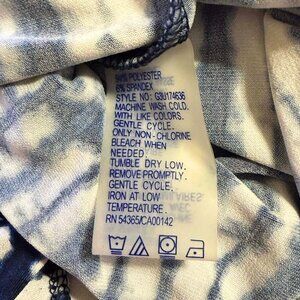 POLYESTER
6% SPANDEX
STYLE NO: G3U174636
MACHINE WASH COLD.
WITH LIKE COLORS.
GENTLE CYCLE.
ONLY NON-CHLORINE
BLEACH WHEN
NEEDED.
TUMBLE DRY LOW.
REMOVE PROMPTLY.
GENTLE CYCLE.
IRON AT LOW
TEMPERATURE.
RN 54365/CA00142